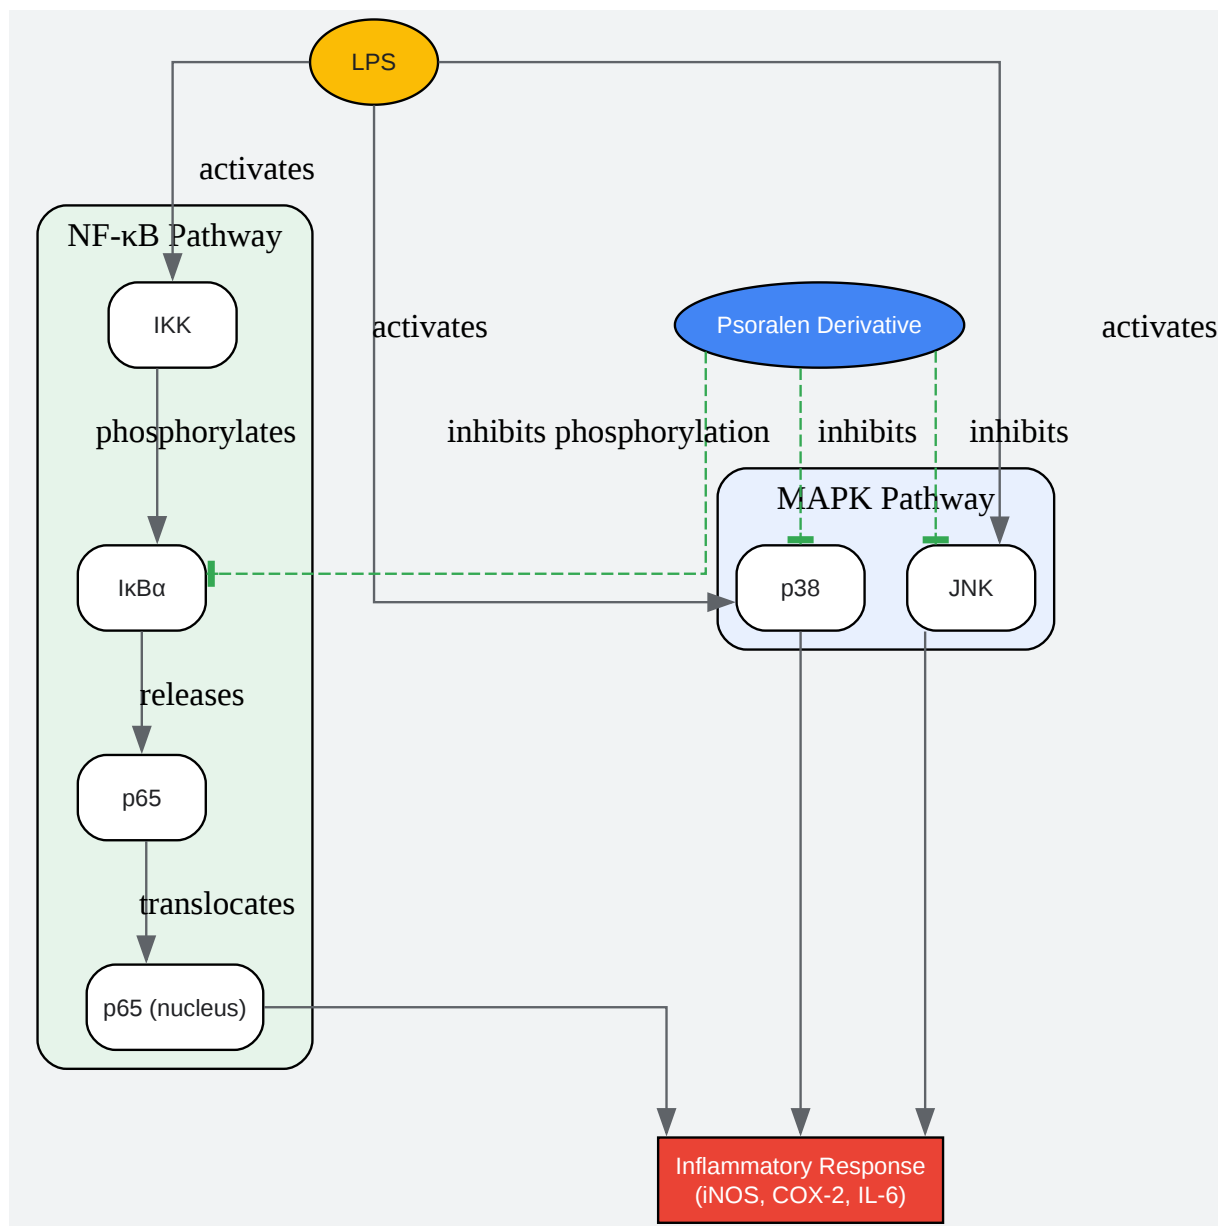 LPS
activates
NF-κB Pathway
IKK
activates
Psoralen Derivative
activates
phosphorylates
inhibits phosphorylation
inhibits
inhibits
MAPK Pathway
IκBα
p38
JNK
releases
p65
translocates
p65 (nucleus)
Inflammatory Response
(iNOS, COX-2, IL-6)